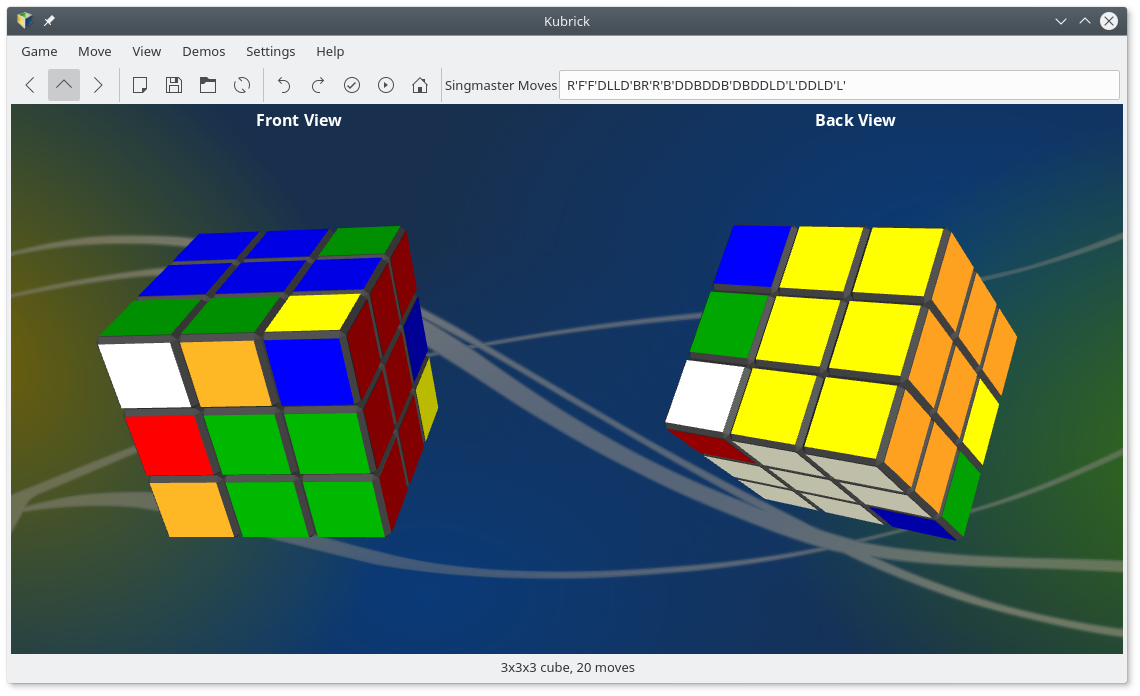 Kubrick
Game Move View Demos Settings Help
Singmaster Moves R'F'F'DLLD'BR'R'B'DDBDDB'DBDDLD'L'DDLD'L'
Front View Back View
3x3x3 cube, 20 moves